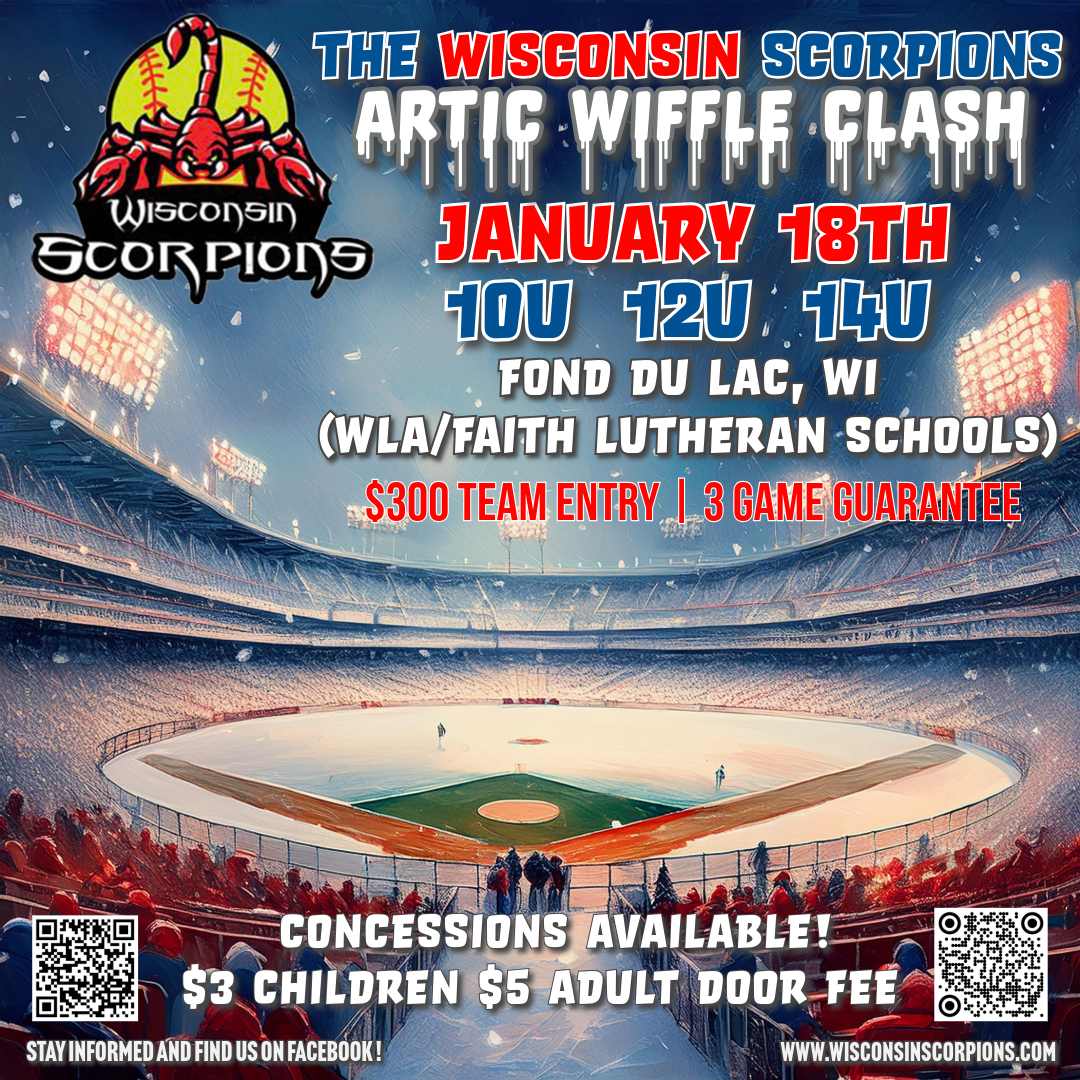 Wisconsin
Scorpions
THE WISCONSIN SCORPIONS
ARTIC WIFFLE CLASH
JANUARY 18TH
10U 12U 14U
FOND DU LAC, WI
(WLA/FAITH LUTHERAN SCHOOLS)
$300 TEAM ENTRY | 3 GAME GUARANTEE
CONCESSIONS AVAILABLE!
$3 CHILDREN $5 ADULT DOOR FEE
STAY INFORMED AND FIND US ON FACEBOOK!
WWW.WISCONSINSCORPIONS.COM